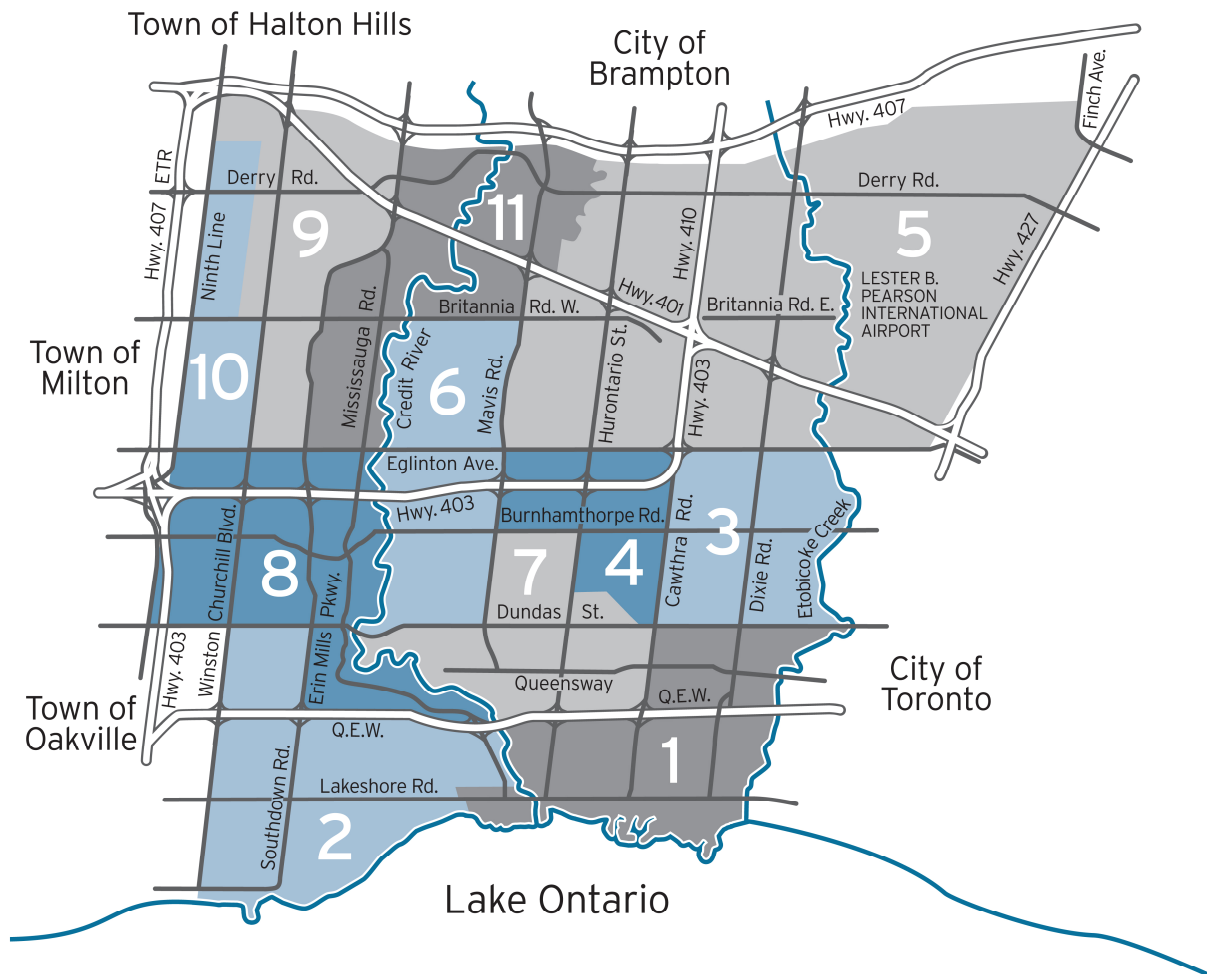 Town of Halton Hills
City of
Brampton
Finch Ave.
Hwy. 407
ETR
Derry Rd.
Derry Rd.
11
9
5
Hwy. 407
Ninth Line
Hwy. 410
Hwy. 427
LESTER B.
PEARSON
INTERNATIONAL
AIRPORT
Mississauga Rd.
Britannia Rd. W.
Hwy. 401
Britannia Rd. E.
Town of
Milton
10
Credit River
6
Mavis Rd.
Hurontario St.
Hwy. 403
Eglinton Ave.
Hwy. 403
Burnhamthorpe Rd.
Cawthra Rd.
3
Dixie Rd.
Etobicoke Creek
Winston Churchill Blvd.
8
7
4
Erin Mills Pkwy.
Dundas St.
Hwy. 403
Queensway
Q.E.W.
City of
Toronto
Town of
Oakville
Q.E.W.
1
Southdown Rd.
Lakeshore Rd.
2
Lake Ontario